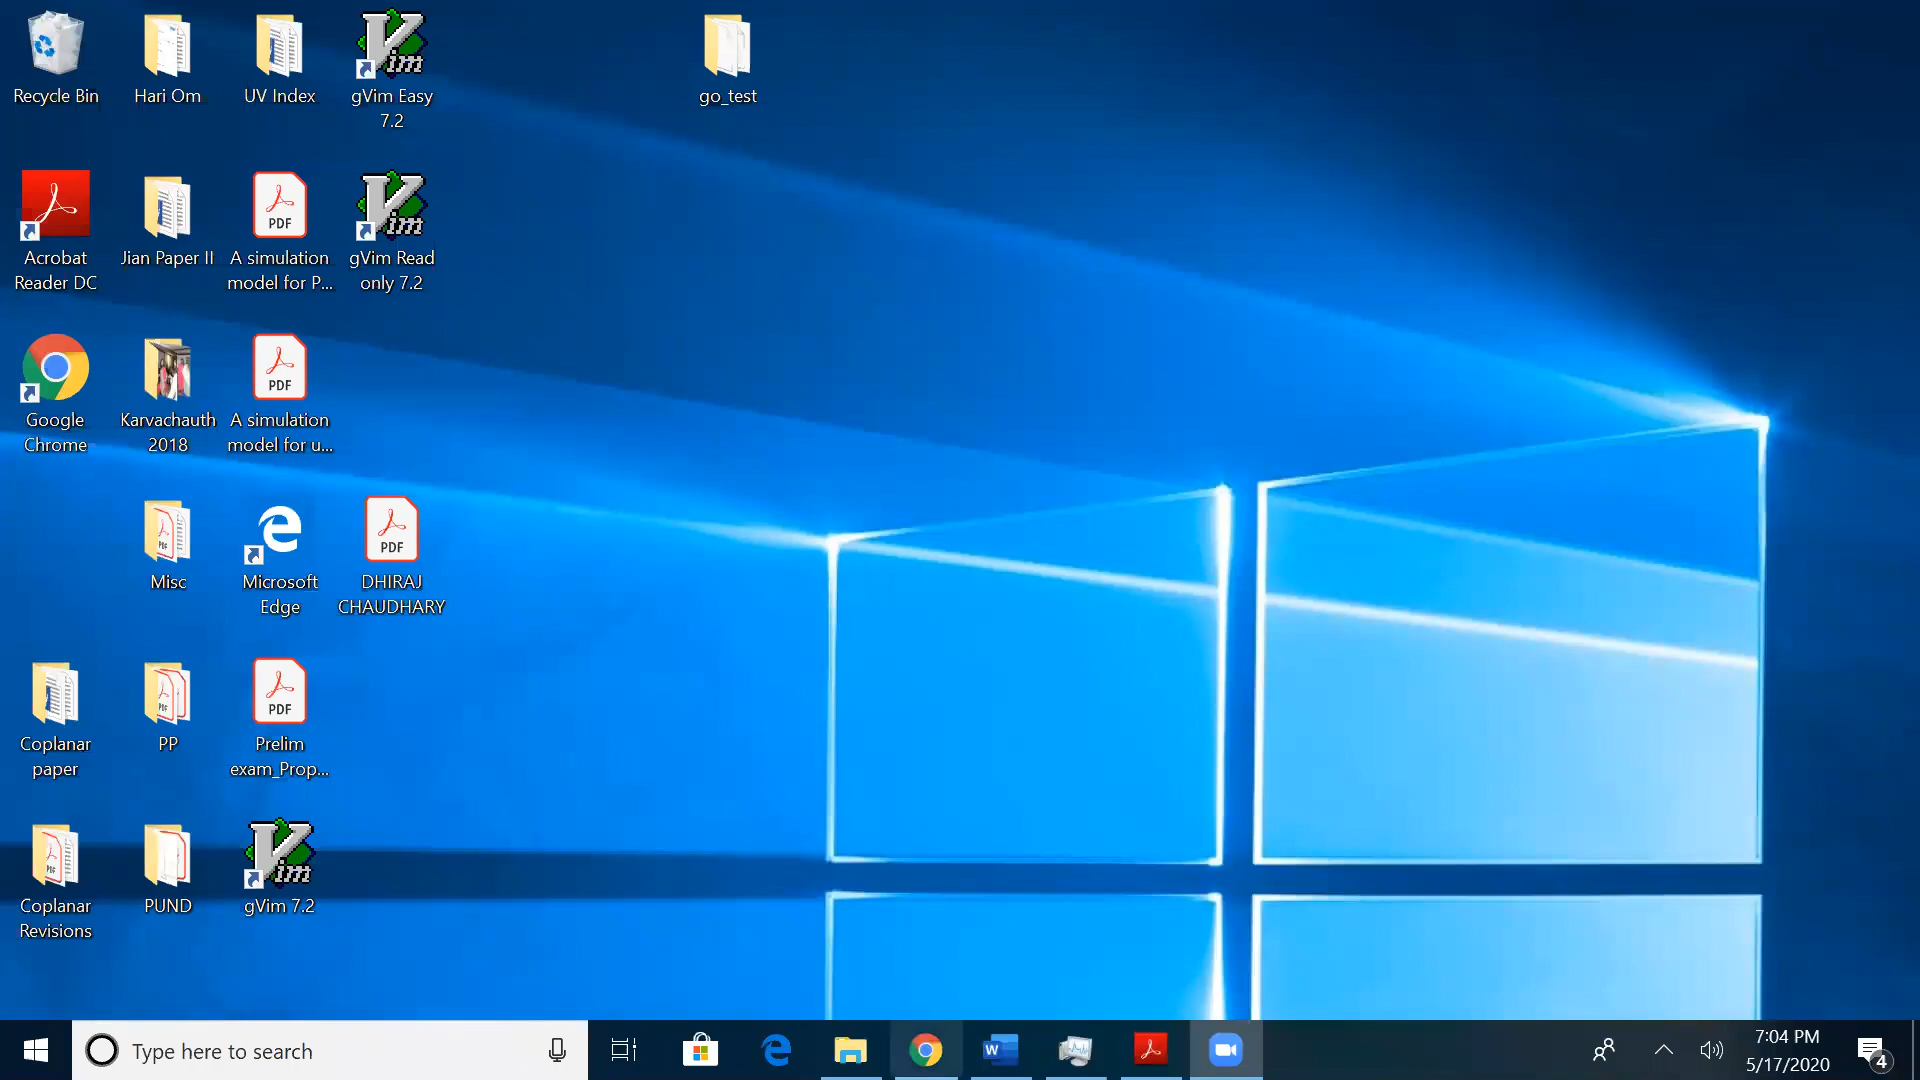 Recycle Bin
Hari Om
UV Index
gVim Easy
7.2
go_test
Acrobat
Reader DC
Jian Paper II
PDF
A simulation
model for P...
gVim Read
only 7.2
Google
Chrome
Karvachauth
2018
PDF
A simulation
model for u...
Misc
Microsoft
Edge
PDF
DHIRAJ
CHAUDHARY
Coplanar
paper
PP
PDF
Prelim
exam_Prop...
Coplanar
Revisions
PUND
gVim 7.2
Type here to search
7:04 PM
5/17/2020
4